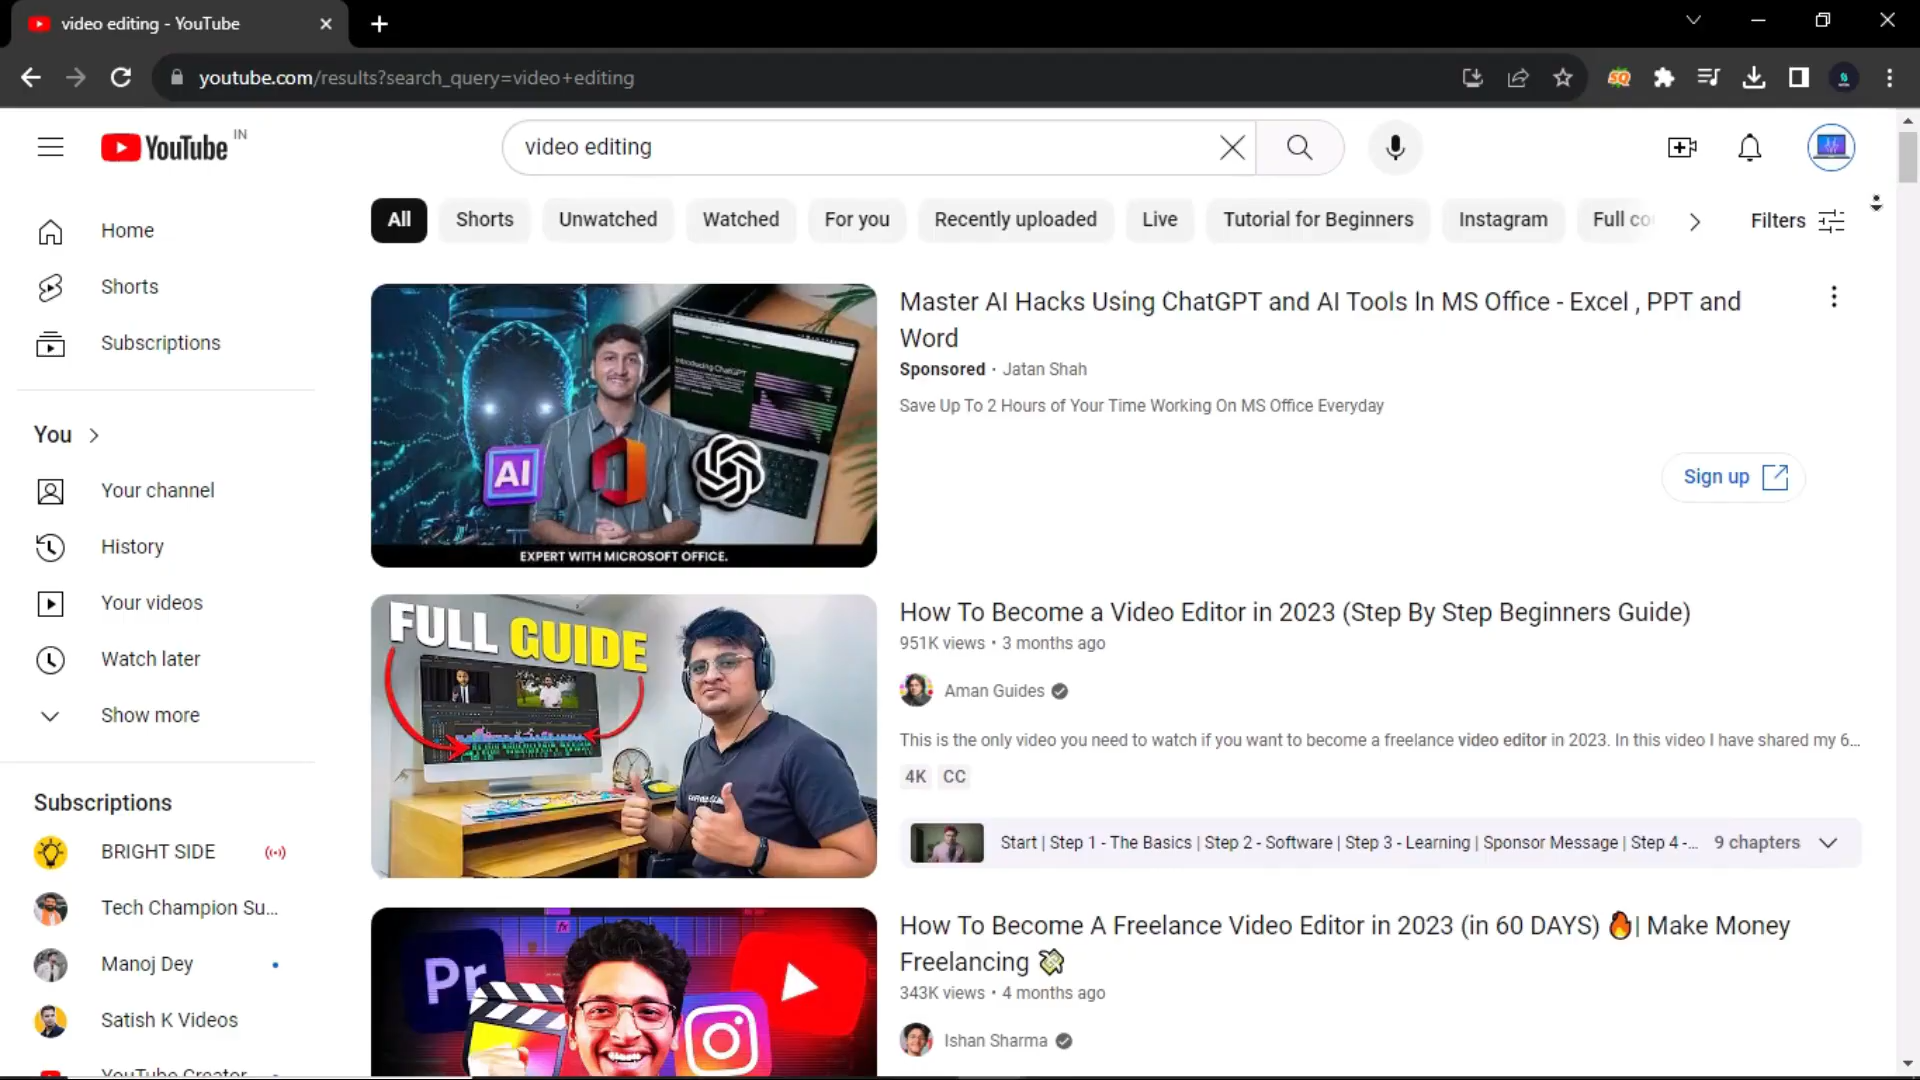 video editing - YouTube
youtube.com/results?search_query=video+editing
YouTube IN
video editing
All
Shorts
Unwatched
Watched
For you
Recently uploaded
Live
Tutorial for Beginners
Instagram
Full co
Filters
Home
Shorts
Subscriptions
You
Your channel
History
Your videos
Watch later
Show more
Subscriptions
BRIGHT SIDE
Tech Champion Su...
Manoj Dey
Satish K Videos
YouTube Creator
Introducing ChatGPT
AI
EXPERT WITH MICROSOFT OFFICE.
Master AI Hacks Using ChatGPT and AI Tools In MS Office - Excel , PPT and
Word
Sponsored · Jatan Shah
Save Up To 2 Hours of Your Time Working On MS Office Everyday
Sign up
FULL GUIDE
How To Become a Video Editor in 2023 (Step By Step Beginners Guide)
951K views • 3 months ago
Aman Guides
This is the only video you need to watch if you want to become a freelance video editor in 2023. In this video I have shared my 6...
4K CC
Start | Step 1 - The Basics | Step 2 - Software | Step 3 - Learning | Sponsor Message | Step 4 -...
9 chapters
Pr
How To Become A Freelance Video Editor in 2023 (in 60 DAYS) 🔥| Make Money
Freelancing 💸
343K views • 4 months ago
Ishan Sharma